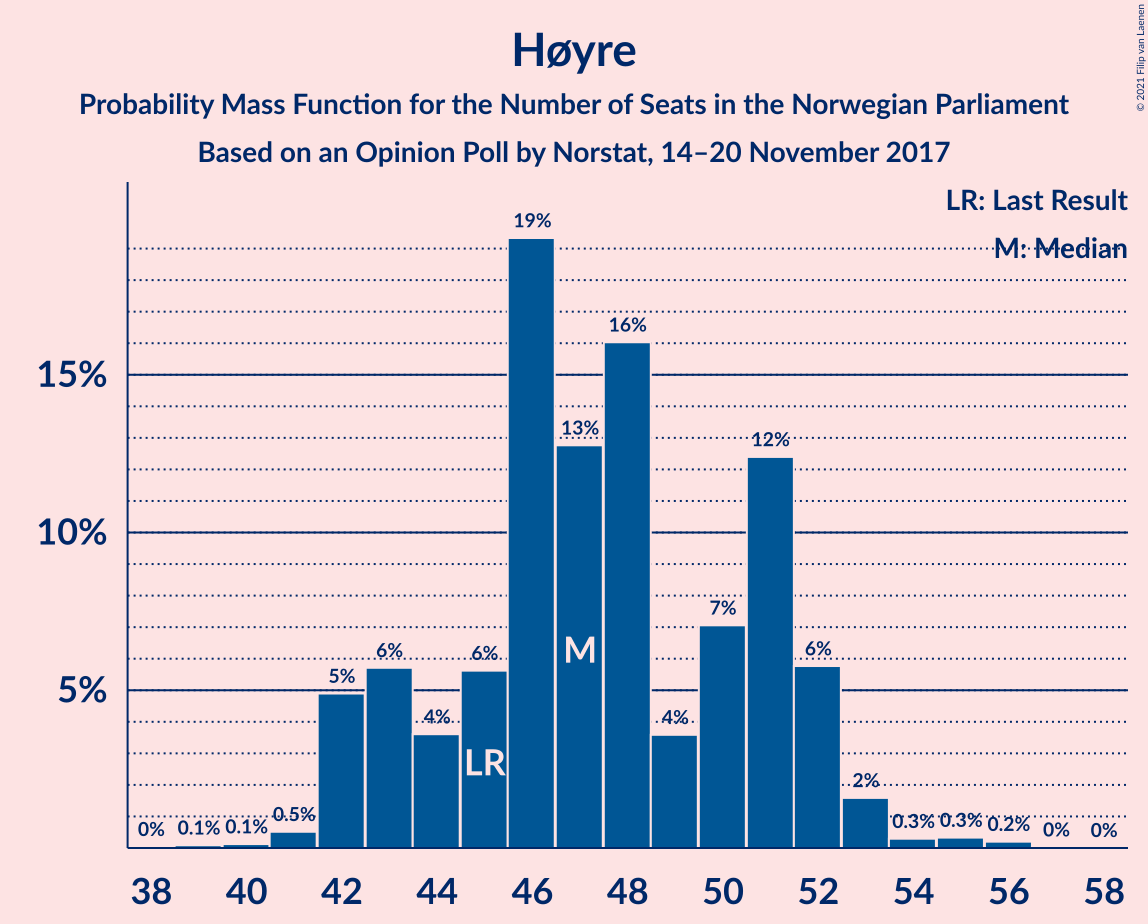 Høyre
Probability Mass Function for the Number of Seats in the Norwegian Parliament
Based on an Opinion Poll by Norstat, 14–20 November 2017
© 2021 Filip van Laenen
LR: Last Result
M: Median
15%
10%
5%
0%
0.1%
0.1%
0.5%
5%
6%
4%
6%
19%
13%
16%
4%
7%
12%
6%
2%
0.3%
0.3%
0.2%
0%
0%
LR
M
38 40 42 44 46 48 50 52 54 56 58